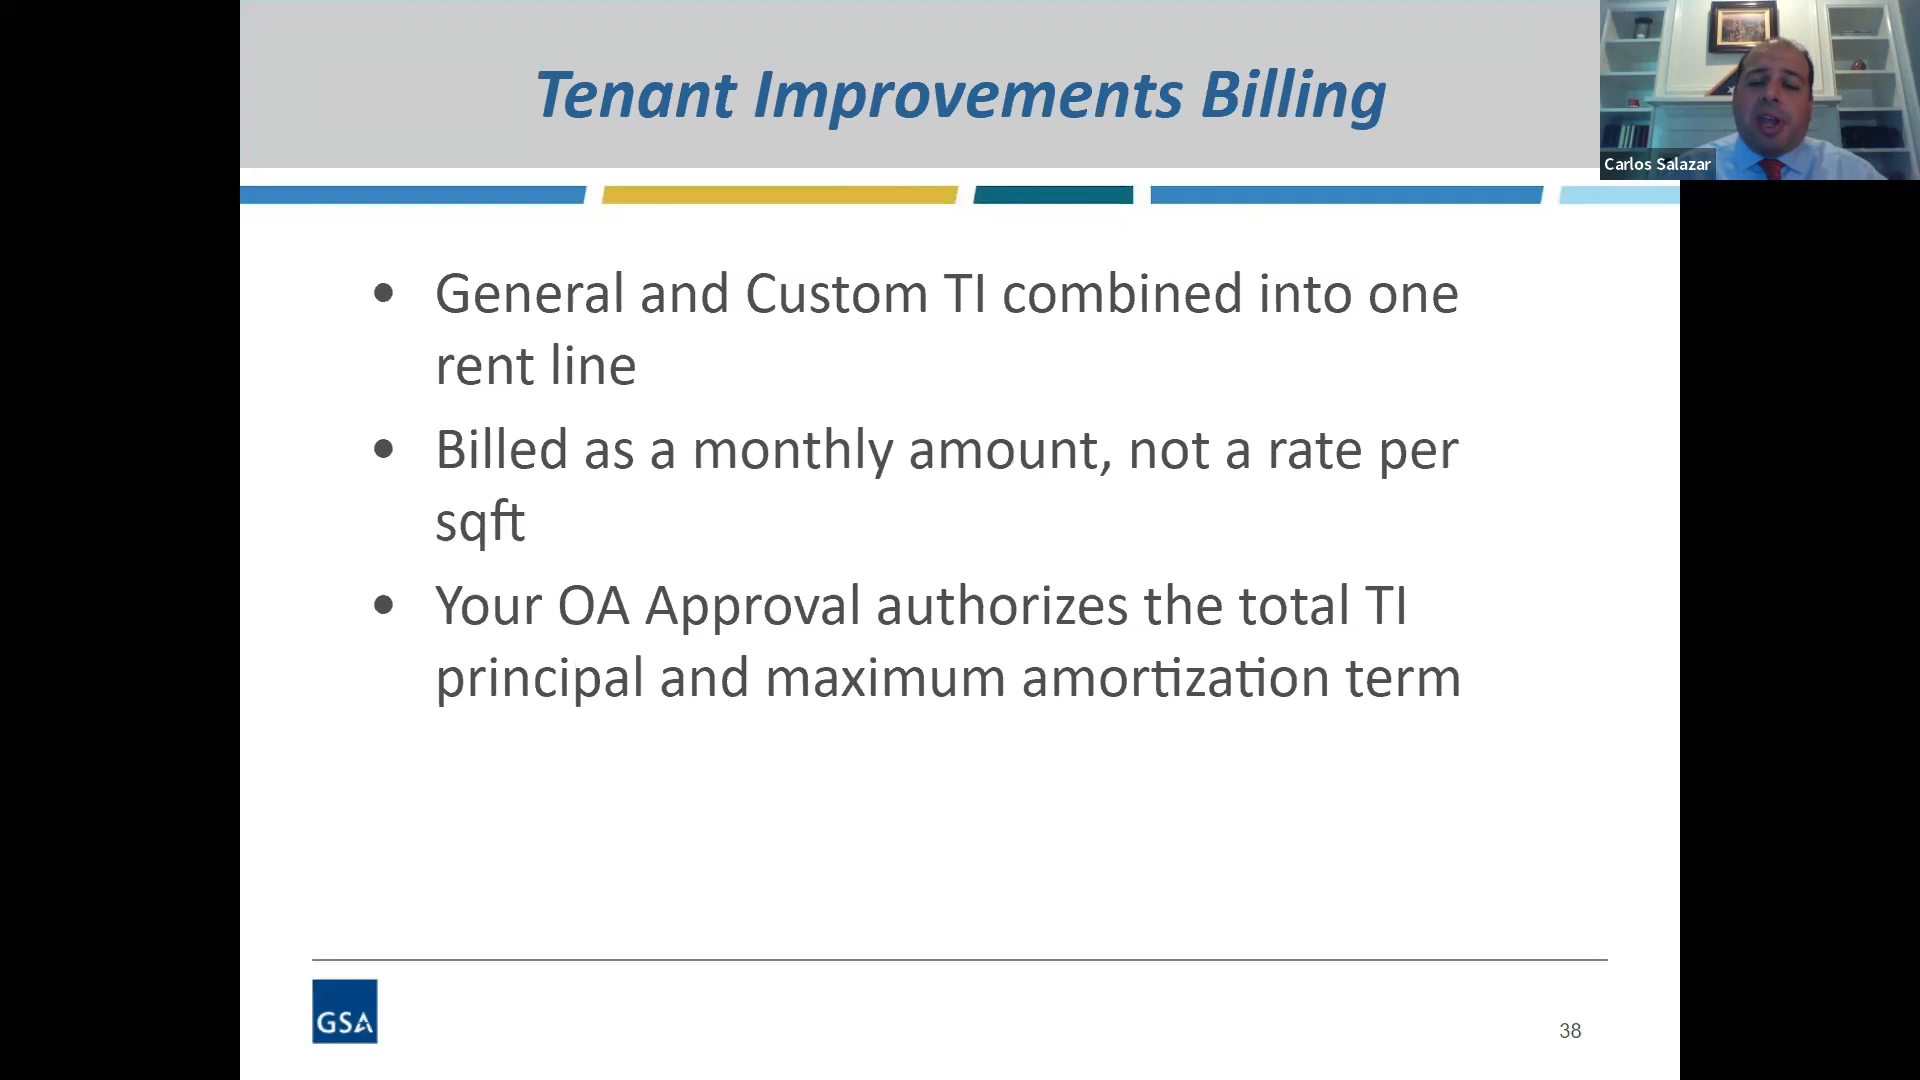 Tenant Improvements Billing
Carlos Salazar
• General and Custom TI combined into one
rent line
• Billed as a monthly amount, not a rate per
sqft
• Your OA Approval authorizes the total TI
principal and maximum amortization term
GSA
38